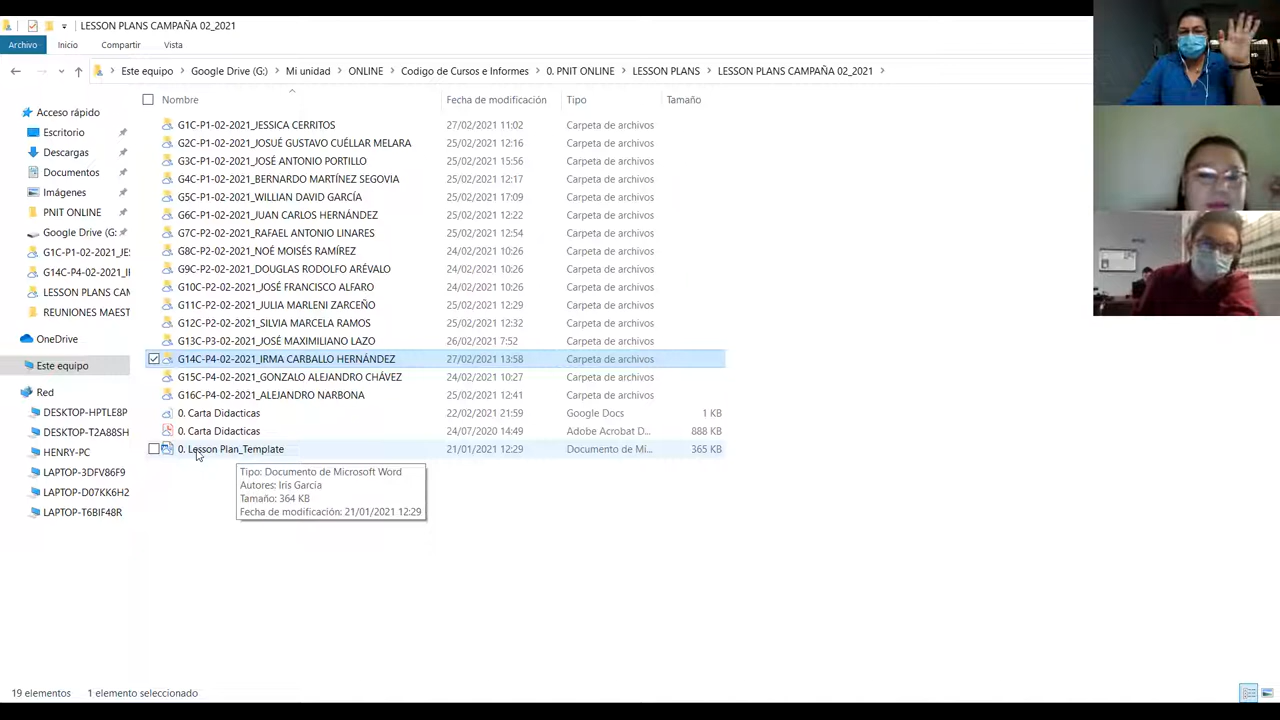 LESSON PLANS CAMPAÑA 02_2021
Archivo Inicio Compartir Vista
Este equipo Google Drive (G:) Mi unidad ONLINE Codigo de Cursos e Informes 0. PNIT ONLINE LESSON PLANS LESSON PLANS CAMPAÑA 02_2021
Nombre Fecha de modificación Tipo Tamaño
Acceso rápido
Escritorio
Descargas
Documentos
Imágenes
PNIT ONLINE
Google Drive (G:
G1C-P1-02-2021_JES
G14C-P4-02-2021_II
LESSON PLANS CAM
REUNIONES MAEST
OneDrive
Este equipo
Red
DESKTOP-HPTLE8P
DESKTOP-T2A88SH
HENRY-PC
LAPTOP-3DFV86F9
LAPTOP-D07KK6H2
LAPTOP-T6BIF48R
G1C-P1-02-2021_JESSICA CERRITOS 27/02/2021 11:02 Carpeta de archivos
G2C-P1-02-2021_JOSUÉ GUSTAVO CUÉLLAR MELARA 25/02/2021 12:16 Carpeta de archivos
G3C-P1-02-2021_JOSÉ ANTONIO PORTILLO 25/02/2021 15:56 Carpeta de archivos
G4C-P1-02-2021_BERNARDO MARTÍNEZ SEGOVIA 25/02/2021 12:17 Carpeta de archivos
G5C-P1-02-2021_WILLIAN DAVID GARCÍA 25/02/2021 17:09 Carpeta de archivos
G6C-P1-02-2021_JUAN CARLOS HERNÁNDEZ 25/02/2021 12:22 Carpeta de archivos
G7C-P2-02-2021_RAFAEL ANTONIO LINARES 25/02/2021 12:54 Carpeta de archivos
G8C-P2-02-2021_NOÉ MOISÉS RAMÍREZ 24/02/2021 10:26 Carpeta de archivos
G9C-P2-02-2021_DOUGLAS RODOLFO ARÉVALO 24/02/2021 10:26 Carpeta de archivos
G10C-P2-02-2021_JOSÉ FRANCISCO ALFARO 24/02/2021 10:26 Carpeta de archivos
G11C-P2-02-2021_JULIA MARLENI ZARCEÑO 25/02/2021 12:29 Carpeta de archivos
G12C-P2-02-2021_SILVIA MARCELA RAMOS 25/02/2021 12:32 Carpeta de archivos
G13C-P3-02-2021_JOSÉ MAXIMILIANO LAZO 26/02/2021 7:52 Carpeta de archivos
G14C-P4-02-2021_IRMA CARBALLO HERNÁNDEZ 27/02/2021 13:58 Carpeta de archivos
G15C-P4-02-2021_GONZALO ALEJANDRO CHÁVEZ 24/02/2021 10:27 Carpeta de archivos
G16C-P4-02-2021_ALEJANDRO NARBONA 25/02/2021 12:41 Carpeta de archivos
0. Carta Didacticas 22/02/2021 21:59 Google Docs 1 KB
0. Carta Didacticas 24/07/2020 14:49 Adobe Acrobat D... 888 KB
0. Lesson Plan_Template 21/01/2021 12:29 Documento de Mi... 365 KB
Tipo: Documento de Microsoft Word
Autores: Iris Garcia
Tamaño: 364 KB
Fecha de modificación: 21/01/2021 12:29
19 elementos 1 elemento seleccionado